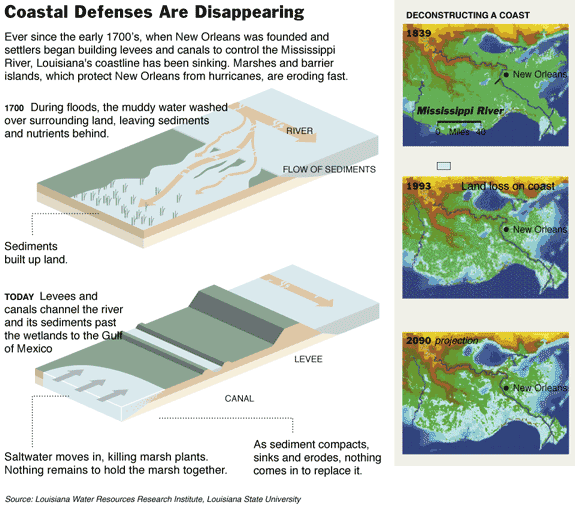 Coastal Defenses Are Disappearing
Ever since the early 1700's, when New Orleans was founded and
settlers began building levees and canals to control the Mississippi
River, Louisiana's coastline has been sinking. Marshes and barrier
islands, which protect New Orleans from hurricanes, are eroding fast.
1700 During floods, the muddy water washed
over surrounding land, leaving sediments
and nutrients behind.
RIVER
FLOW OF SEDIMENTS
Sediments
built up land.
TODAY Levees and
canals channel the river
and its sediments past
the wetlands to the Gulf
of Mexico
LEVEE
CANAL
Saltwater moves in, killing marsh plants.
Nothing remains to hold the marsh together.
As sediment compacts,
sinks and erodes, nothing
comes in to replace it.
DECONSTRUCTING A COAST
1839
New Orleans
Mississippi River
0 Miles 40
1993 Land loss on coast
New Orleans
2090 projection
New Orleans
Source: Louisiana Water Resources Research Institute, Louisiana State University